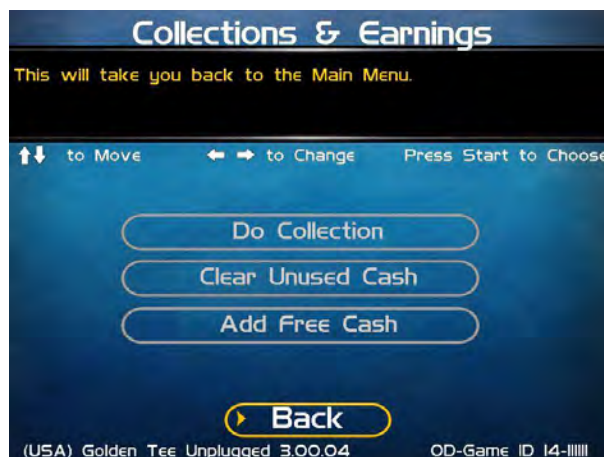 Collections & Earnings
This will take you back to the Main Menu.
to Move to Change Press Start to Choose
Do Collection
Clear Unused Cash
Add Free Cash
Back
(USA) Golden Tee Unplugged 3.00.04 OD-Game ID 14-111111